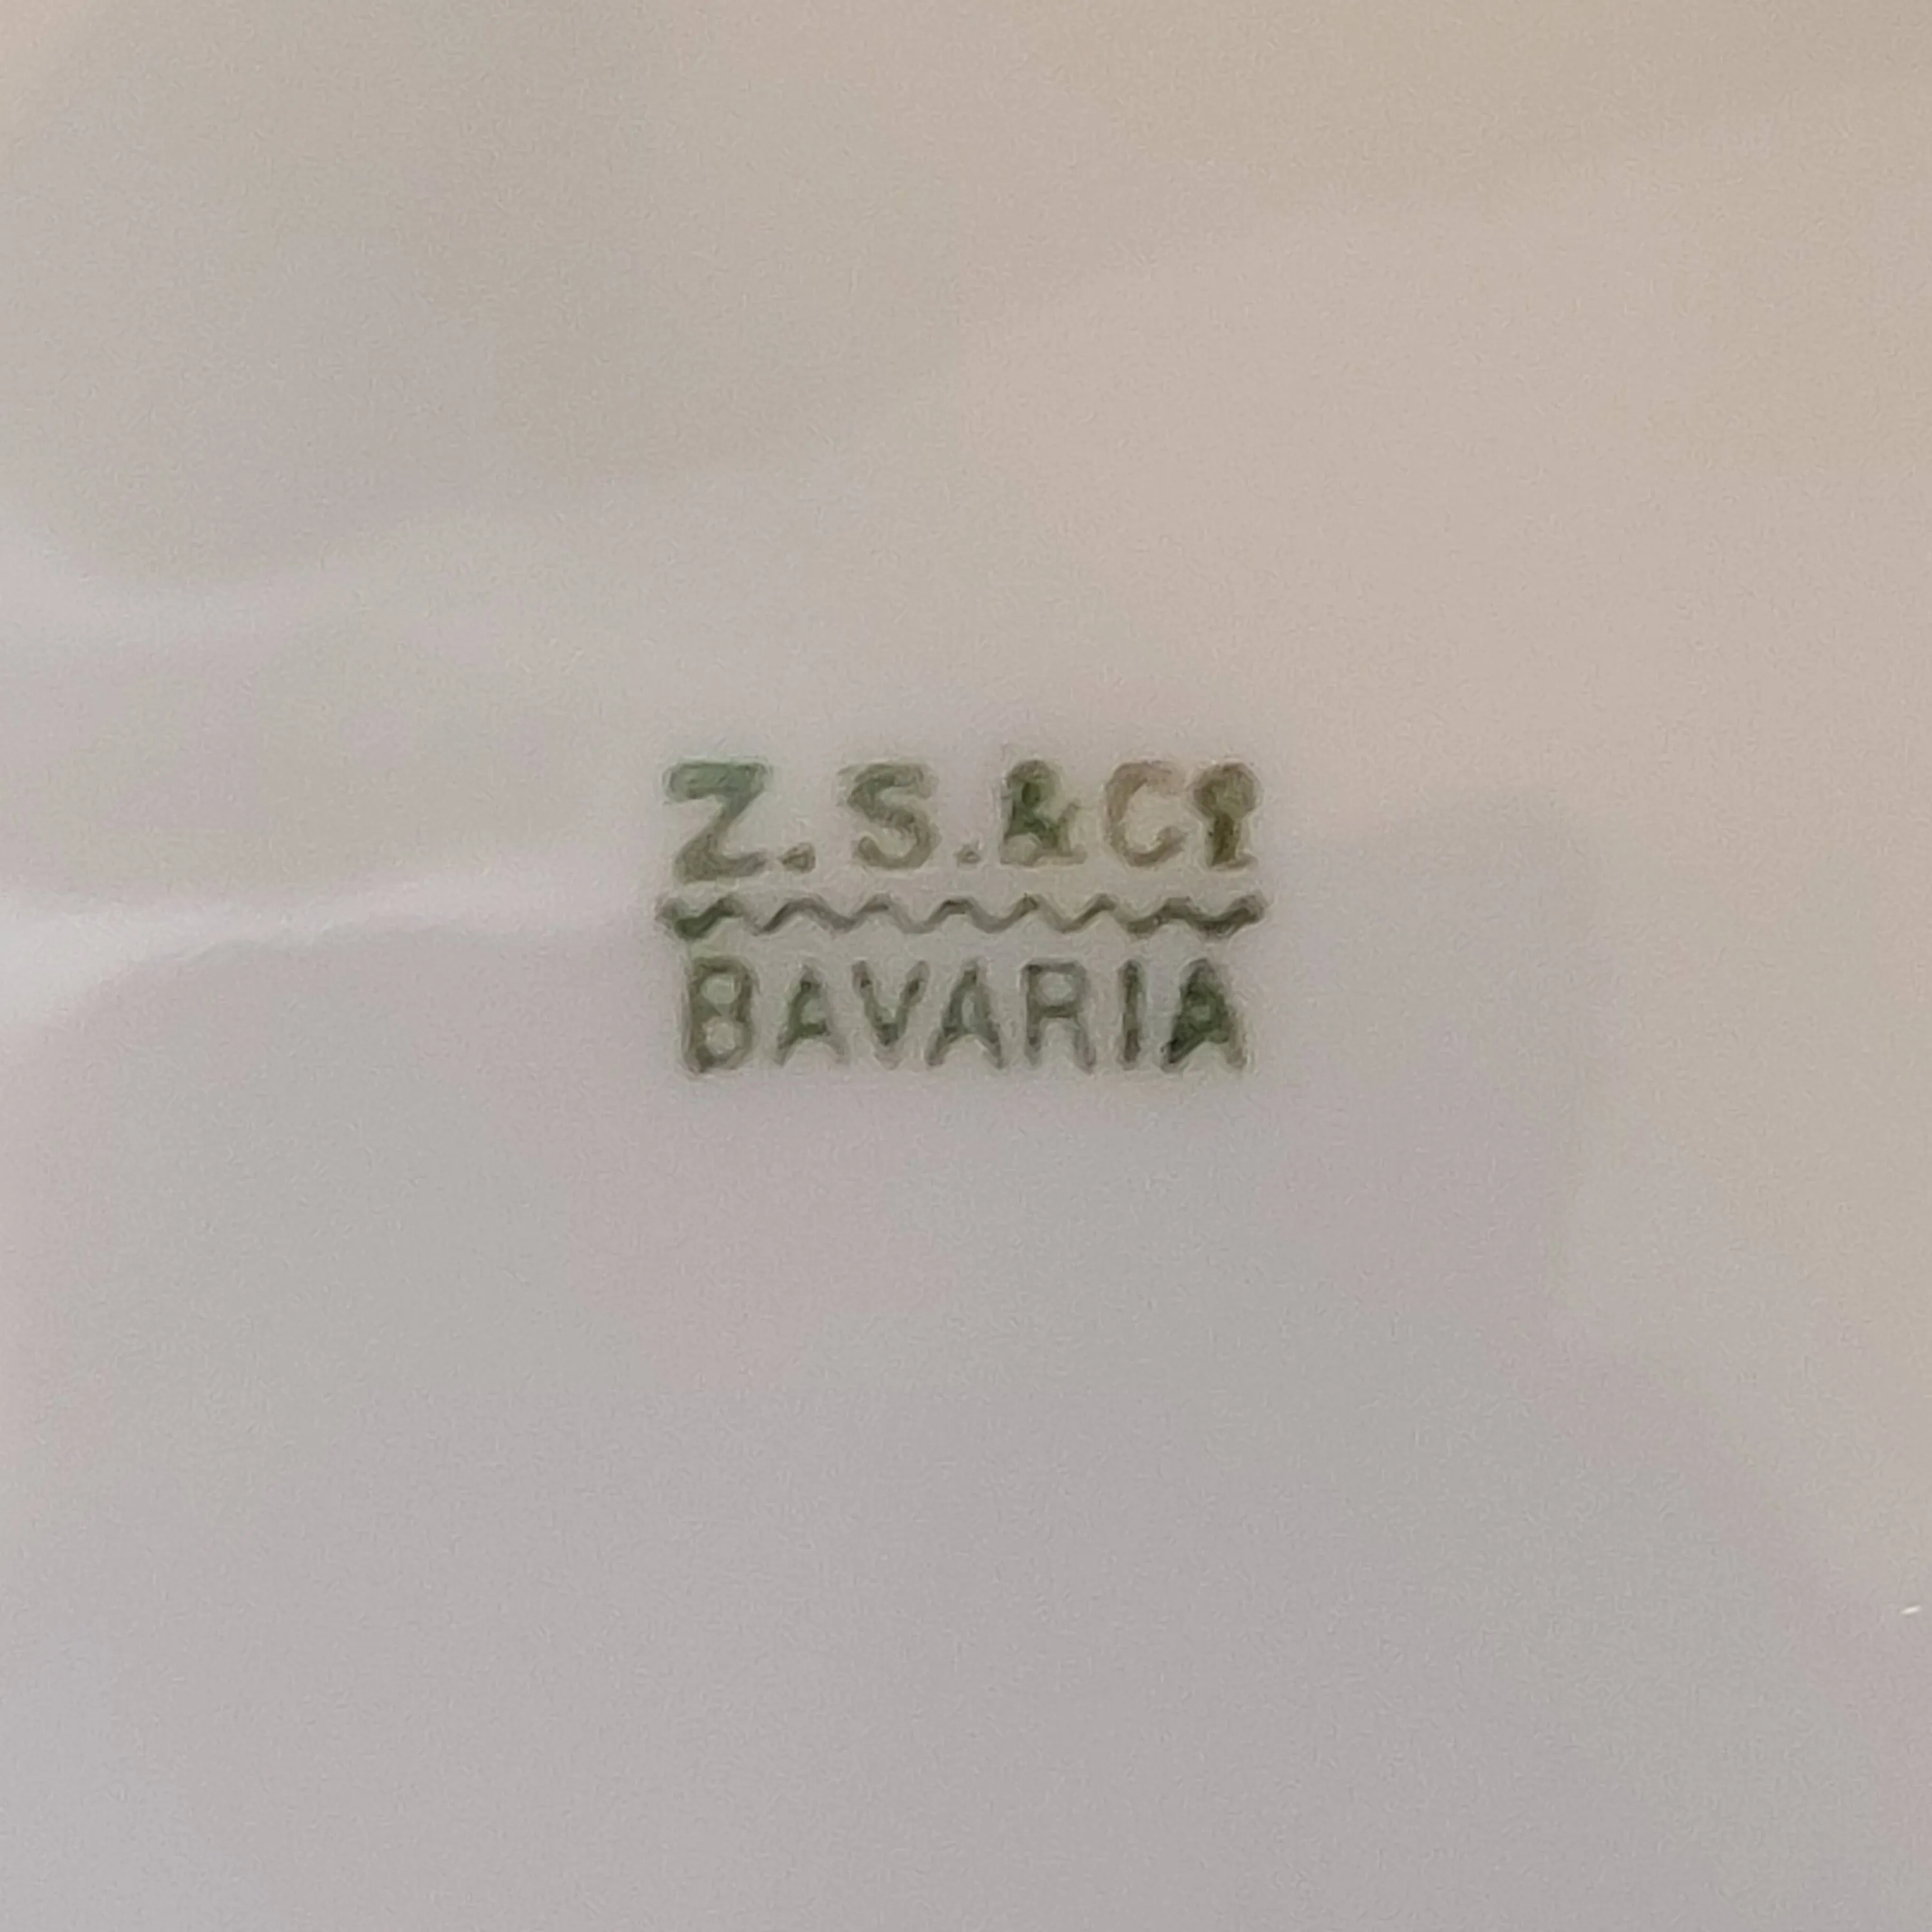 Z. S. & Cº
BAVARIA